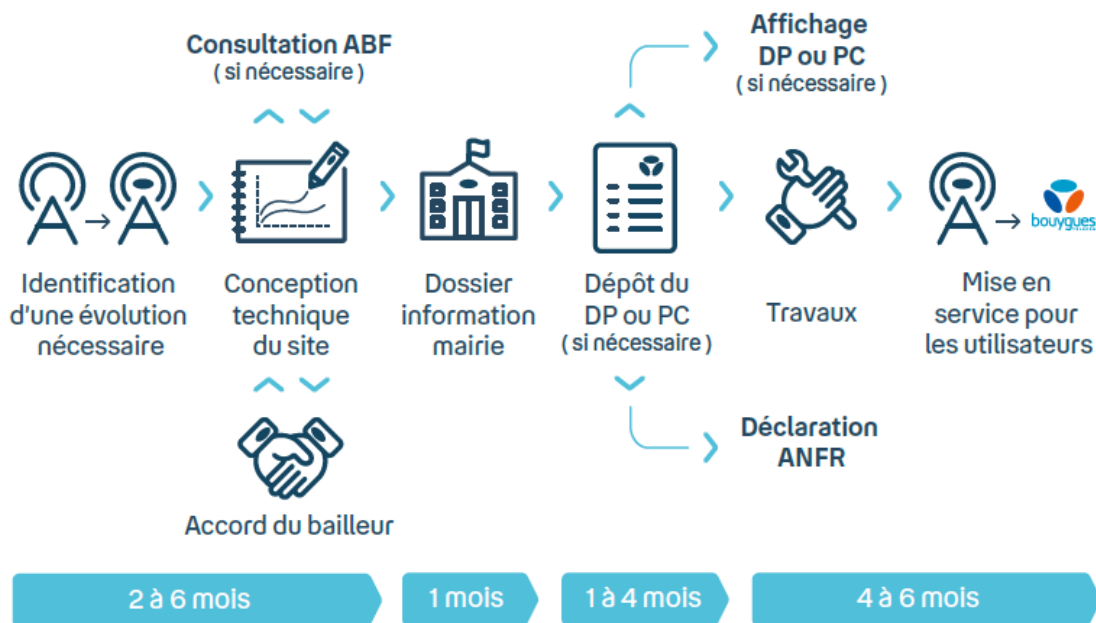 Consultation ABF
( si nécessaire )
Affichage
DP ou PC
( si nécessaire )
Identification
d'une évolution
nécessaire
Conception
technique
du site
Dossier
information
mairie
Dépôt du
DP ou PC
( si nécessaire )
Travaux
bouygues
Mise en
service pour
les utilisateurs
Accord du bailleur
Déclaration
ANFR
2 à 6 mois
1 mois
1 à 4 mois
4 à 6 mois